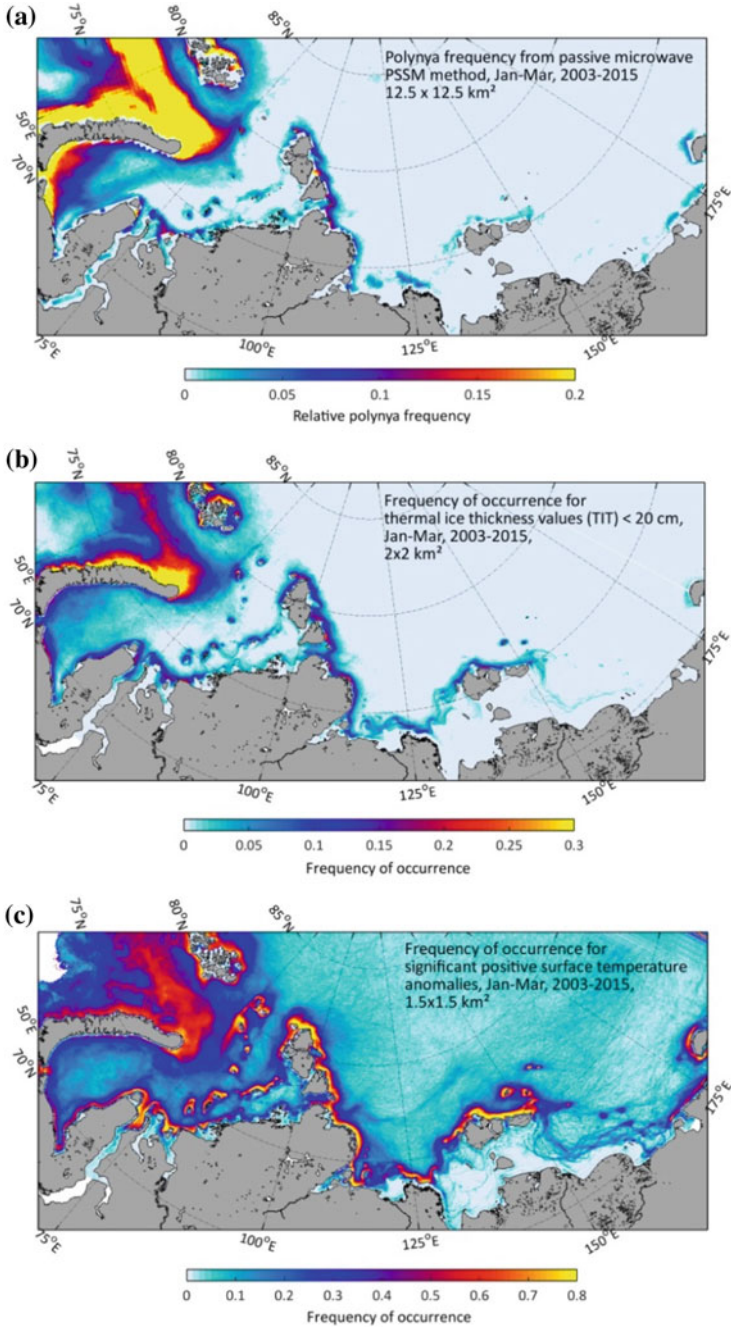 (a)
75°N
80°N
85°N
Polynya frequency from passive microwave
PSSM method, Jan-Mar, 2003-2015
12.5 x 12.5 km²
50°E
70°N
175°E
75°E
100°E
125°E
150°E
0 0.05 0.1 0.15 0.2
Relative polynya frequency
(b)
75°N
80°N
85°N
Frequency of occurrence for
thermal ice thickness values (TIT) < 20 cm,
Jan-Mar, 2003-2015,
2x2 km²
50°E
70°N
175°E
75°E
100°E
125°E
150°E
0 0.05 0.1 0.15 0.2 0.25 0.3
Frequency of occurrence
(c)
75°N
80°N
85°N
Frequency of occurrence for
significant positive surface temperature
anomalies, Jan-Mar, 2003-2015,
1.5x1.5 km²
50°E
70°N
175°E
75°E
100°E
125°E
150°E
0 0.1 0.2 0.3 0.4 0.5 0.6 0.7 0.8
Frequency of occurrence